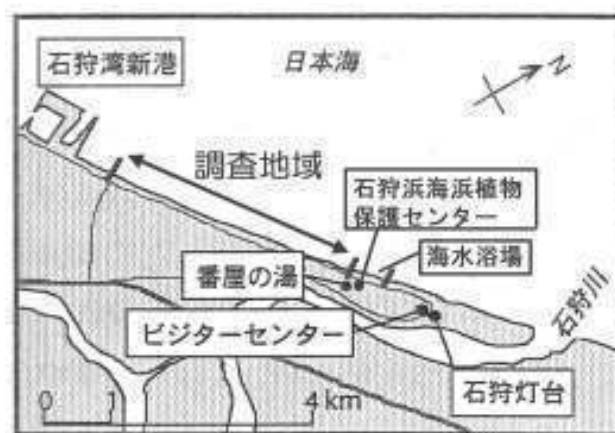 石狩湾新港
日本海
N
調査地域
石狩浜海浜植物
保護センター
海水浴場
番屋の湯
ビジターセンター
石狩川
石狩灯台
0 1 4 km